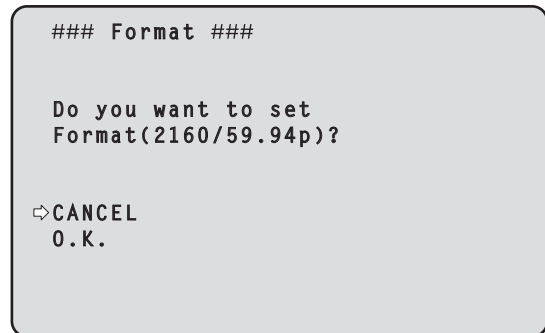 ### Format ###
Do you want to set
Format(2160/59.94p)?
⇨CANCEL
O.K.